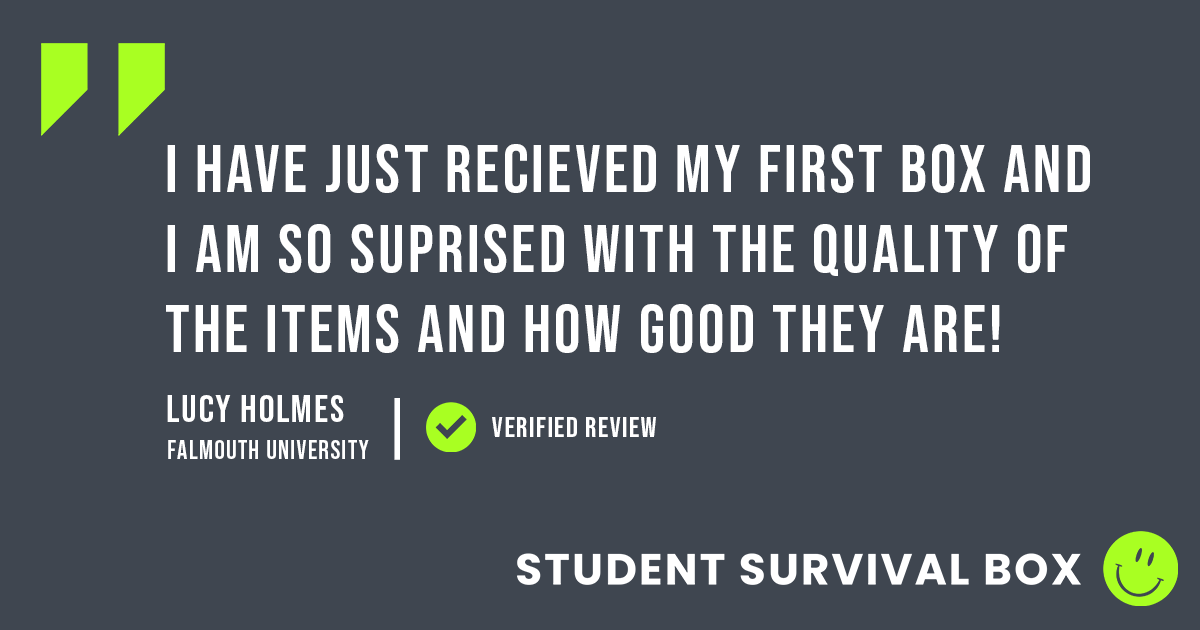 I HAVE JUST RECIEVED MY FIRST BOX AND
I AM SO SUPRISED WITH THE QUALITY OF
THE ITEMS AND HOW GOOD THEY ARE!
LUCY HOLMES
FALMOUTH UNIVERSITY
VERIFIED REVIEW
STUDENT SURVIVAL BOX